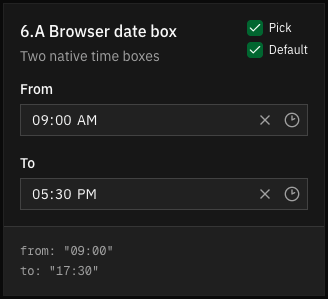 6.A Browser date box
Pick
Two native time boxes
Default
From
09:00 AM
To
05:30 PM
from: "09:00"
to: "17:30"